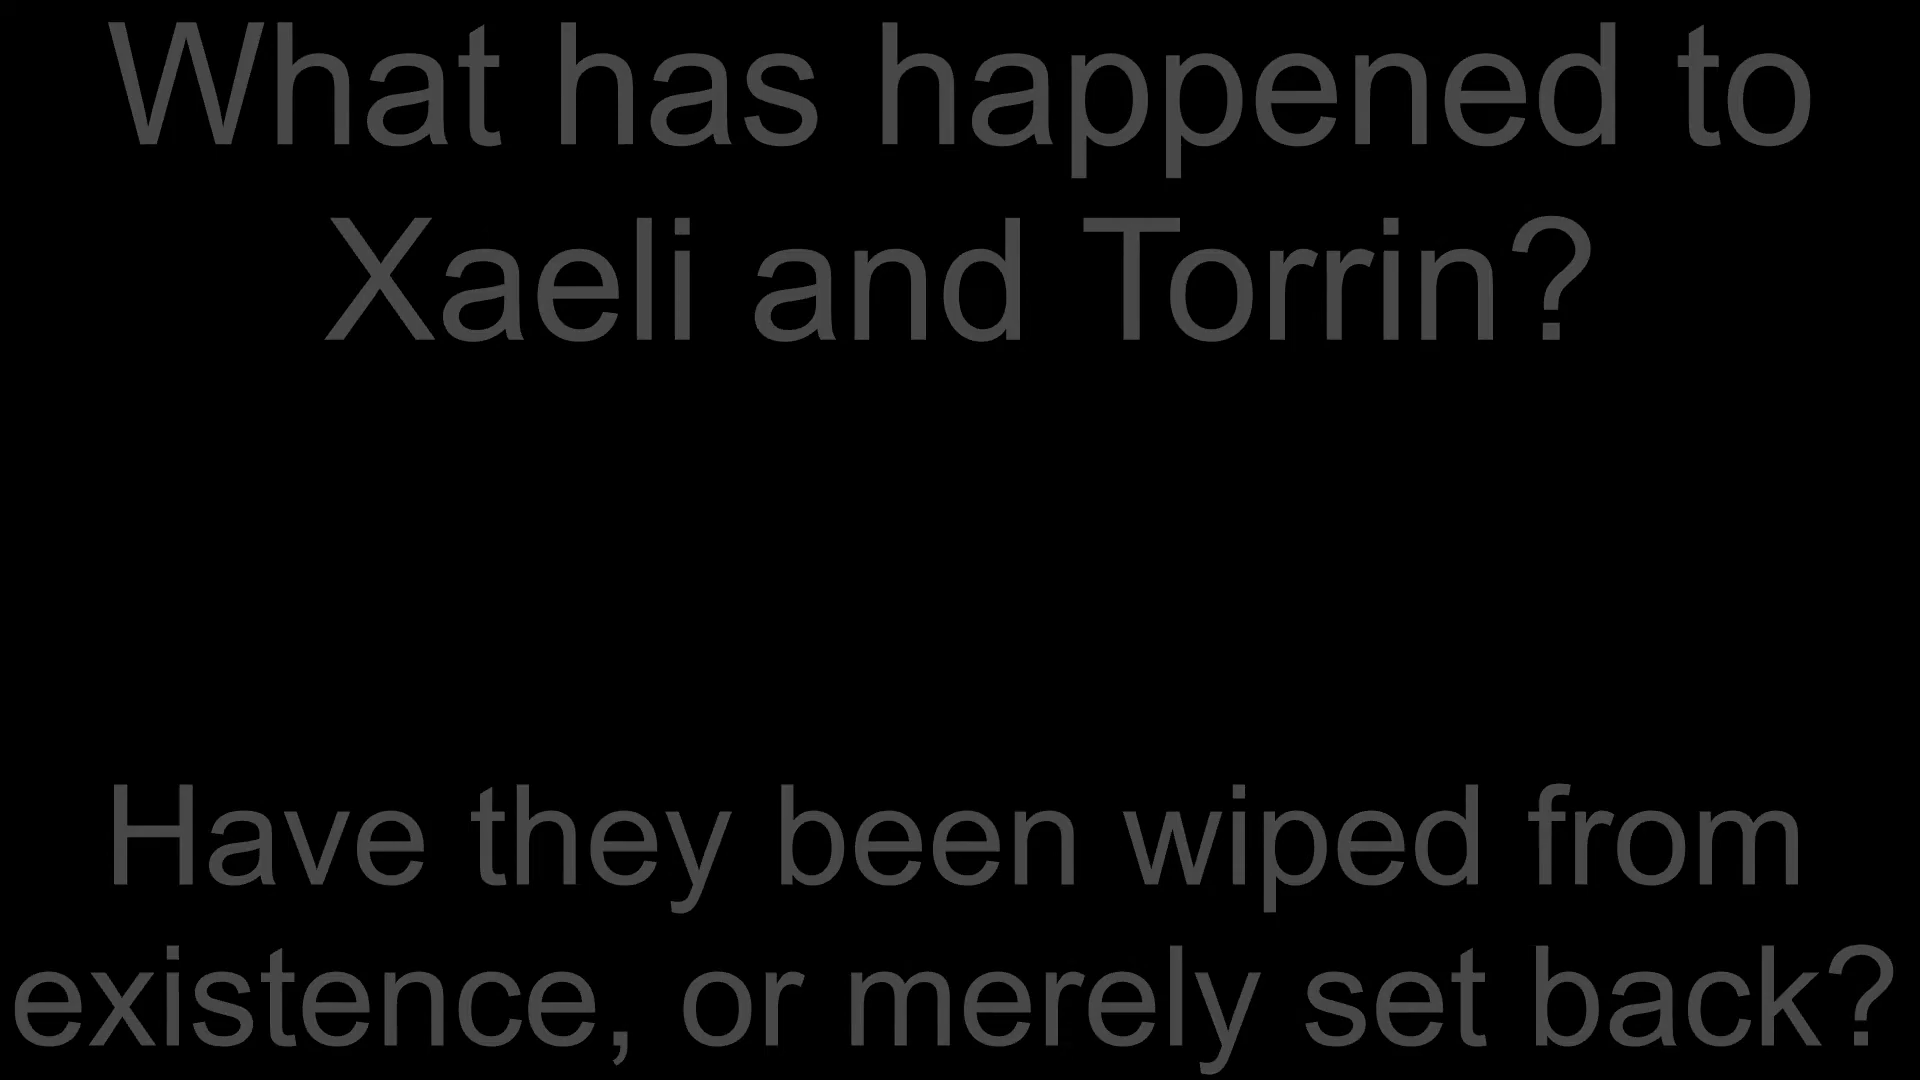 What has happened to
Xaeli and Torrin?
Have they been wiped from
existence, or merely set back?